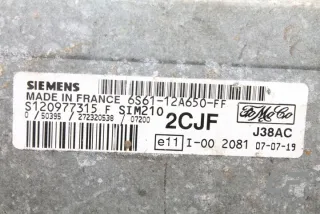 SIEMENS
MADE IN FRANCE 6S61-12A650-FF
S120977315 F SIM210
0 / 50395 / 272320538 / 07200
2CJF
FoMoCo
J38AC
e11 I-00 2081 07-07-19